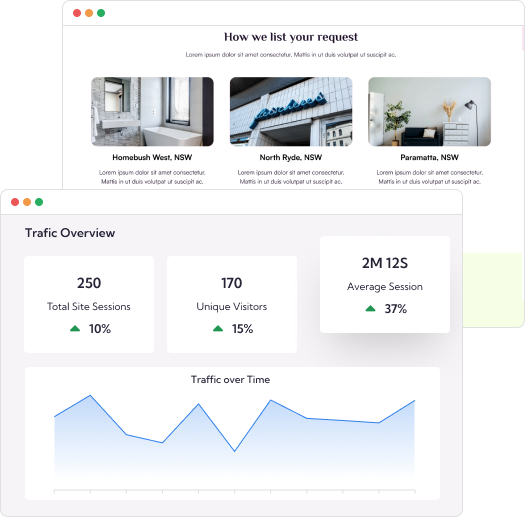 How we list your request
Lorem ipsum dolor sit amet consectetur. Mattis in ut duis volutpat ut suscipit ac.
Homebush West, NSW
North Ryde, NSW
Paramatta, NSW
Lorem ipsum dolor sit amet consectetur.
Mattis in ut duis volutpat ut suscipit ac.
Lorem ipsum dolor sit amet consectetur.
Mattis in ut duis volutpat ut suscipit ac.
Lorem ipsum dolor sit amet consectetur.
Mattis in ut duis volutpat ut suscipit ac.
Trafic Overview
250
Total Site Sessions
10%
170
Unique Visitors
15%
2M 12S
Average Session
37%
Traffic over Time